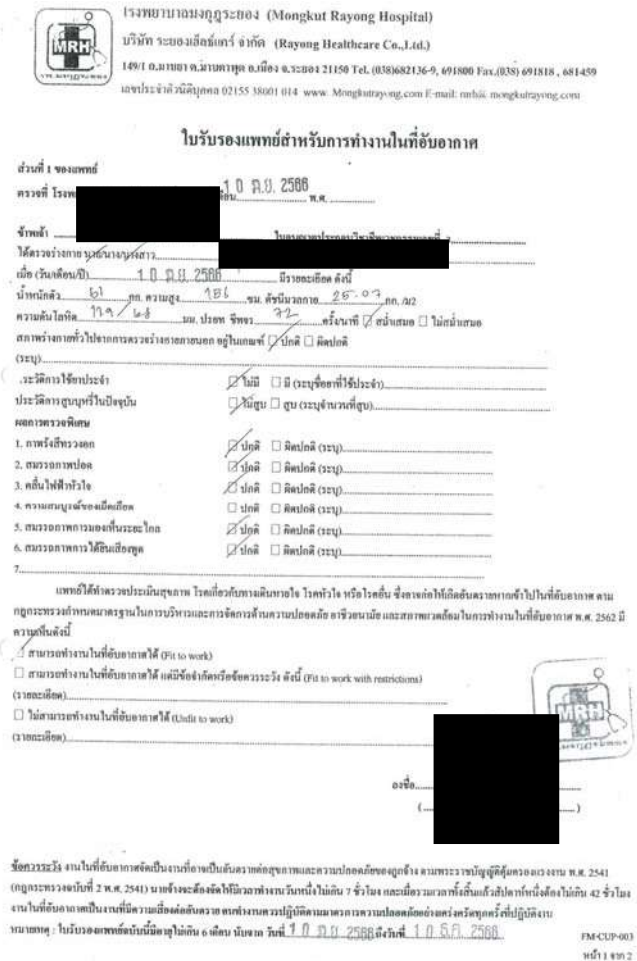 โรงพยาบาลมงกุฎระยอง (Mongkut Rayong Hospital)
MRH
บริษัท ระยองเฮ็ลธ์แคร์ จำกัด (Rayong Healthcare Co.,Ltd.)
149/1 ถ.มาบยา ต.มาบตาพุด อ.เมือง จ.ระยอง 21150 Tel. (038)682136-9, 691800 Fax.(038) 691818 , 681459
เลขประจำตัวนิติบุคคล 02155 38001 014 www. Mongkutrayong.com E-mail: mrh@ mongkutrayong.com
ใบรับรองแพทย์สำหรับการทำงานในที่อับอากาศ
ส่วนที่ 1 ของแพทย์
ตรวจที่ 10 ก.ย. 2566 พ.ศ.
ข้าพเจ้า
ได้ตรวจร่างกาย นาย/นาง/นางสาว
เมื่อ (วัน/เดือน/ปี) 10 ก.ย. 2566 มีรายละเอียด ดังนี้
น้ำหนักตัว 61 กก. ความสูง 156 ซม. ดัชนีมวลกาย 25.07 กก. /ม2
ความดันโลหิต 119/68 มม. ปรอท ชีพจร 72 ครั้ง/นาที ☑ สม่ำเสมอ ☐ ไม่สม่ำเสมอ
สภาพร่างกายทั่วไปจากการตรวจร่างกายภายนอก อยู่ในเกณฑ์ ☑ ปกติ ☐ ผิดปกติ
(ระบุ)
.ระวัติการใช้ยาประจำ ☑ ไม่มี ☐ มี (ระบุชื่อยาที่ใช้ประจำ)
ประวัติการสูบบุหรี่ในปัจจุบัน ☑ ไม่สูบ ☐ สูบ (ระบุจำนวนที่สูบ)
ผลการตรวจพิเศษ
1. ภาพรังสีทรวงอก ☑ ปกติ ☐ ผิดปกติ (ระบุ)
2. สมรรถภาพปอด ☑ ปกติ ☐ ผิดปกติ (ระบุ)
3. คลื่นไฟฟ้าหัวใจ ☑ ปกติ ☐ ผิดปกติ (ระบุ)
4. ความสมบูรณ์ของเม็ดเลือด ☐ ปกติ ☐ ผิดปกติ (ระบุ)
5. สมรรถภาพการมองเห็นระยะไกล ☑ ปกติ ☐ ผิดปกติ (ระบุ)
6. สมรรถภาพการได้ยินเสียงพูด ☑ ปกติ ☐ ผิดปกติ (ระบุ)
7.
แพทย์ได้ทำตรวจประเมินสุขภาพ โรคเกี่ยวกับทางเดินหายใจ โรคหัวใจ หรือโรคอื่น ซึ่งอาจก่อให้เกิดอันตรายหากเข้าไปในที่อับอากาศ ตาม
กฎกระทรวงกำหนดมาตรฐานในการบริหารและการจัดการด้านความปลอดภัย อาชีวอนามัย และสภาพแวดล้อมในการทำงานในที่อับอากาศ พ.ศ. 2562 มี
ความเห็นดังนี้
☑ สามารถทำงานในที่อับอากาศได้ (Fit to work)
☐ สามารถทำงานในที่อับอากาศได้ แต่มีข้อจำกัดหรือข้อควรระวัง ดังนี้ (Fit to work with restrictions)
(รายละเอียด)
☐ ไม่สามารถทำงานในที่อับอากาศได้ (Unfit to work)
(รายละเอียด)
MRH
ลงชื่อ
( )
ข้อควรระวัง งานในที่อับอากาศจัดเป็นงานที่อาจเป็นอันตรายต่อสุขภาพและความปลอดภัยของลูกจ้าง ตามพระราชบัญญัติคุ้มครองแรงงาน พ.ศ. 2541
(กฎกระทรวงฉบับที่ 2 พ.ศ. 2541) นายจ้างจะต้องจัดให้มีเวลาทำงานวันหนึ่งไม่เกิน 7 ชั่วโมง และเมื่อรวมเวลาทั้งสิ้นแล้วสัปดาห์หนึ่งต้องไม่เกิน 42 ชั่วโมง
งานในที่อับอากาศเป็นงานที่มีความเสี่ยงต่ออันตราย คนทำงานควรปฏิบัติตามมาตรการความปลอดภัยอย่างเคร่งครัดทุกครั้งที่ปฏิบัติงาน
หมายเหตุ : ใบรับรองแพทย์ฉบับนี้มีอายุไม่เกิน 6 เดือน นับจาก วันที่ 10 ก.ย. 2566 ถึงวันที่ 10 ธ.ค. 2566
FM-CUP-003
หน้า 1 จาก 2